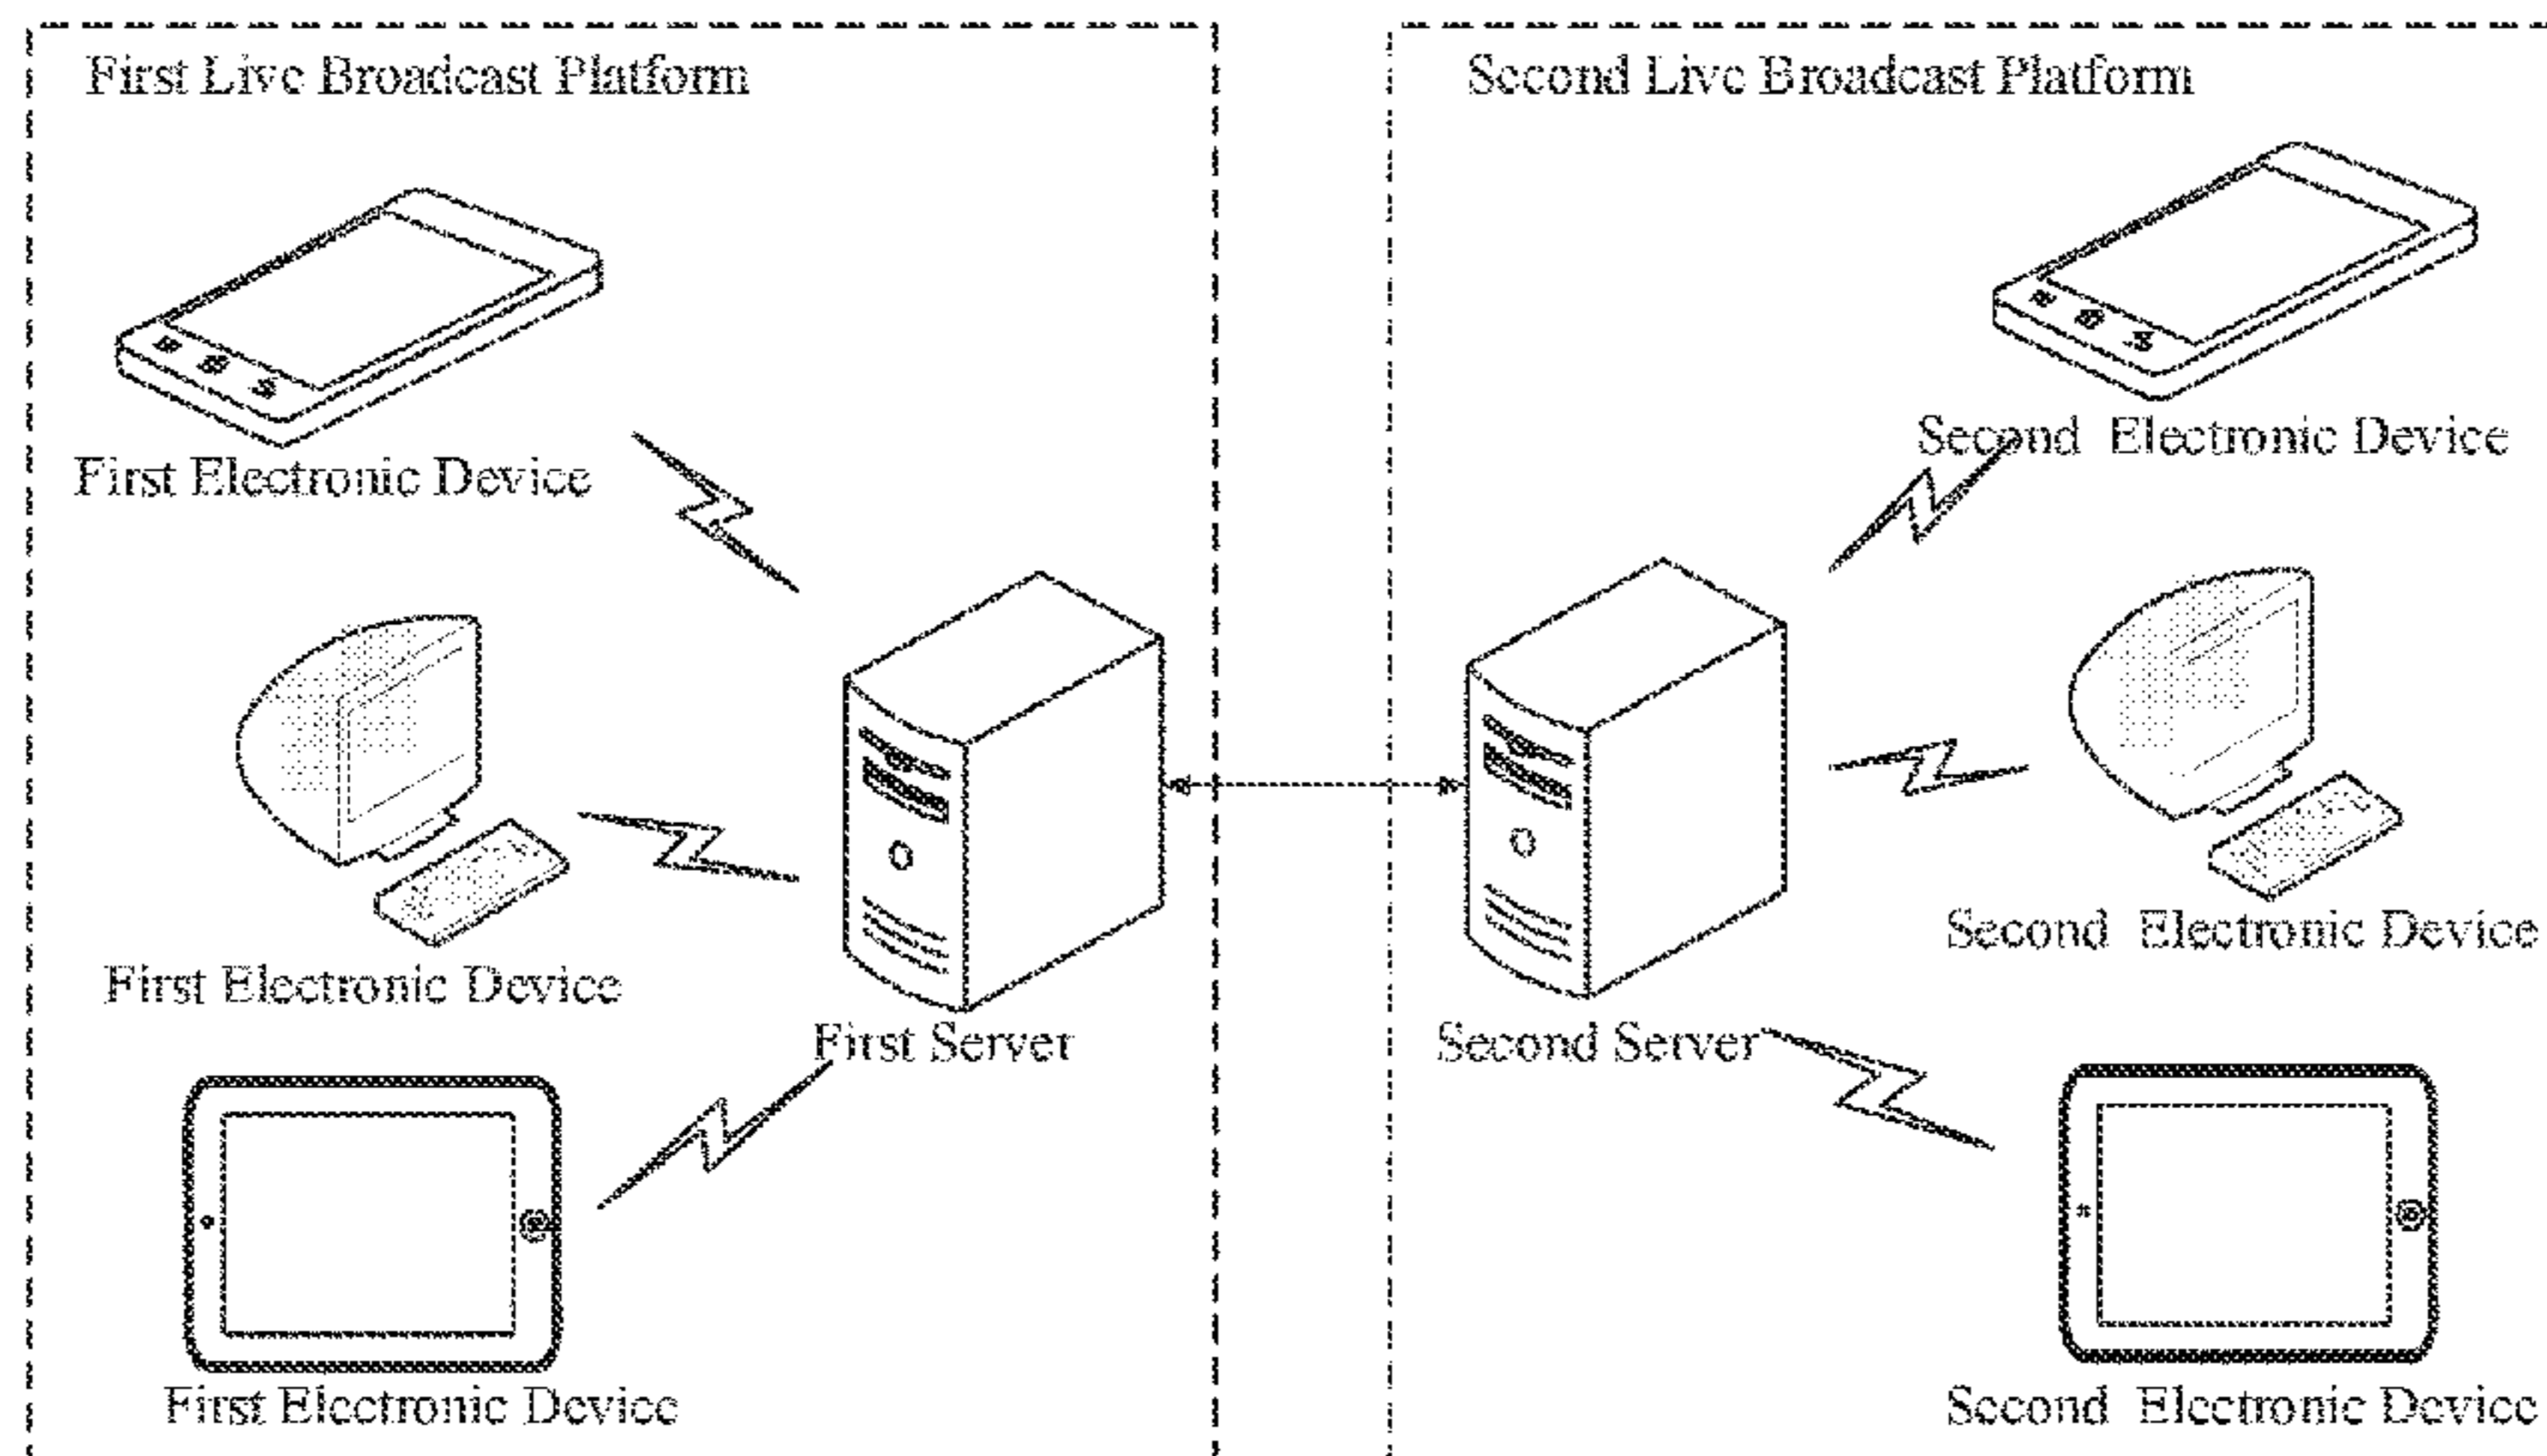 First Live Broadcast Platform
First Electronic Device
First Electronic Device
First Server
First Electronic Device
Second Live Broadcast Platform
Second Electronic Device
Second Electronic Device
Second Server
Second Electronic Device